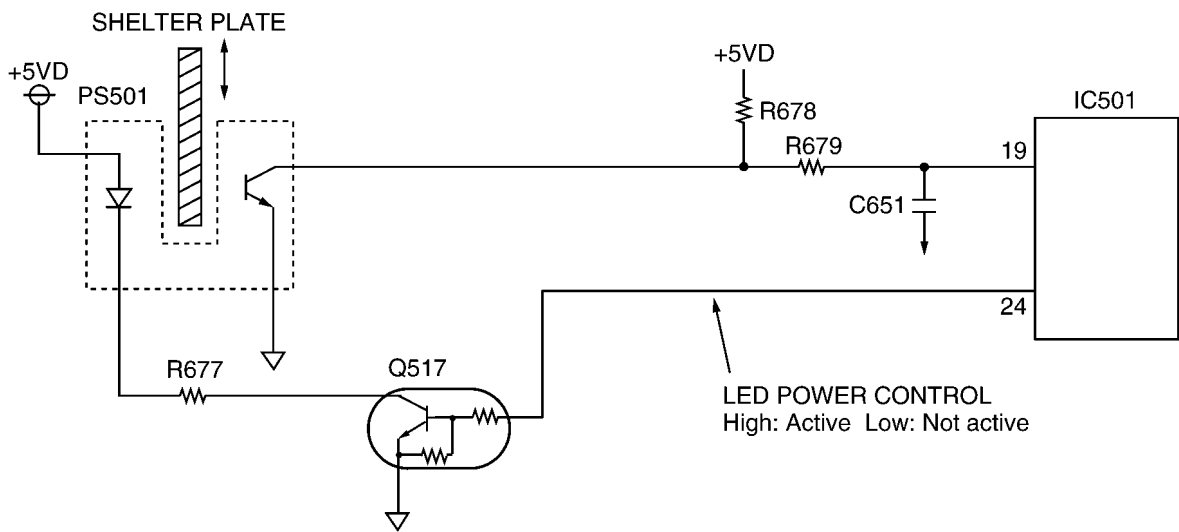 SHELTER PLATE
+5VD
PS501
+5VD
R678
R679
IC501
19
C651
24
R677
Q517
LED POWER CONTROL
High: Active Low: Not active